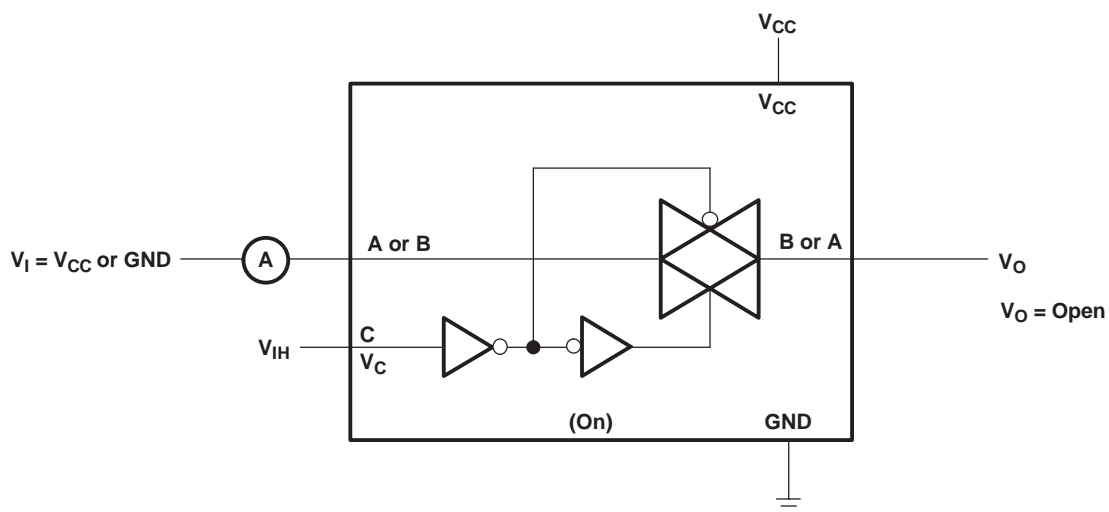 VCC
VCC
A or B
B or A
VI = VCC or GND
A
VO
VO = Open
VIH
C
VC
(On)
GND